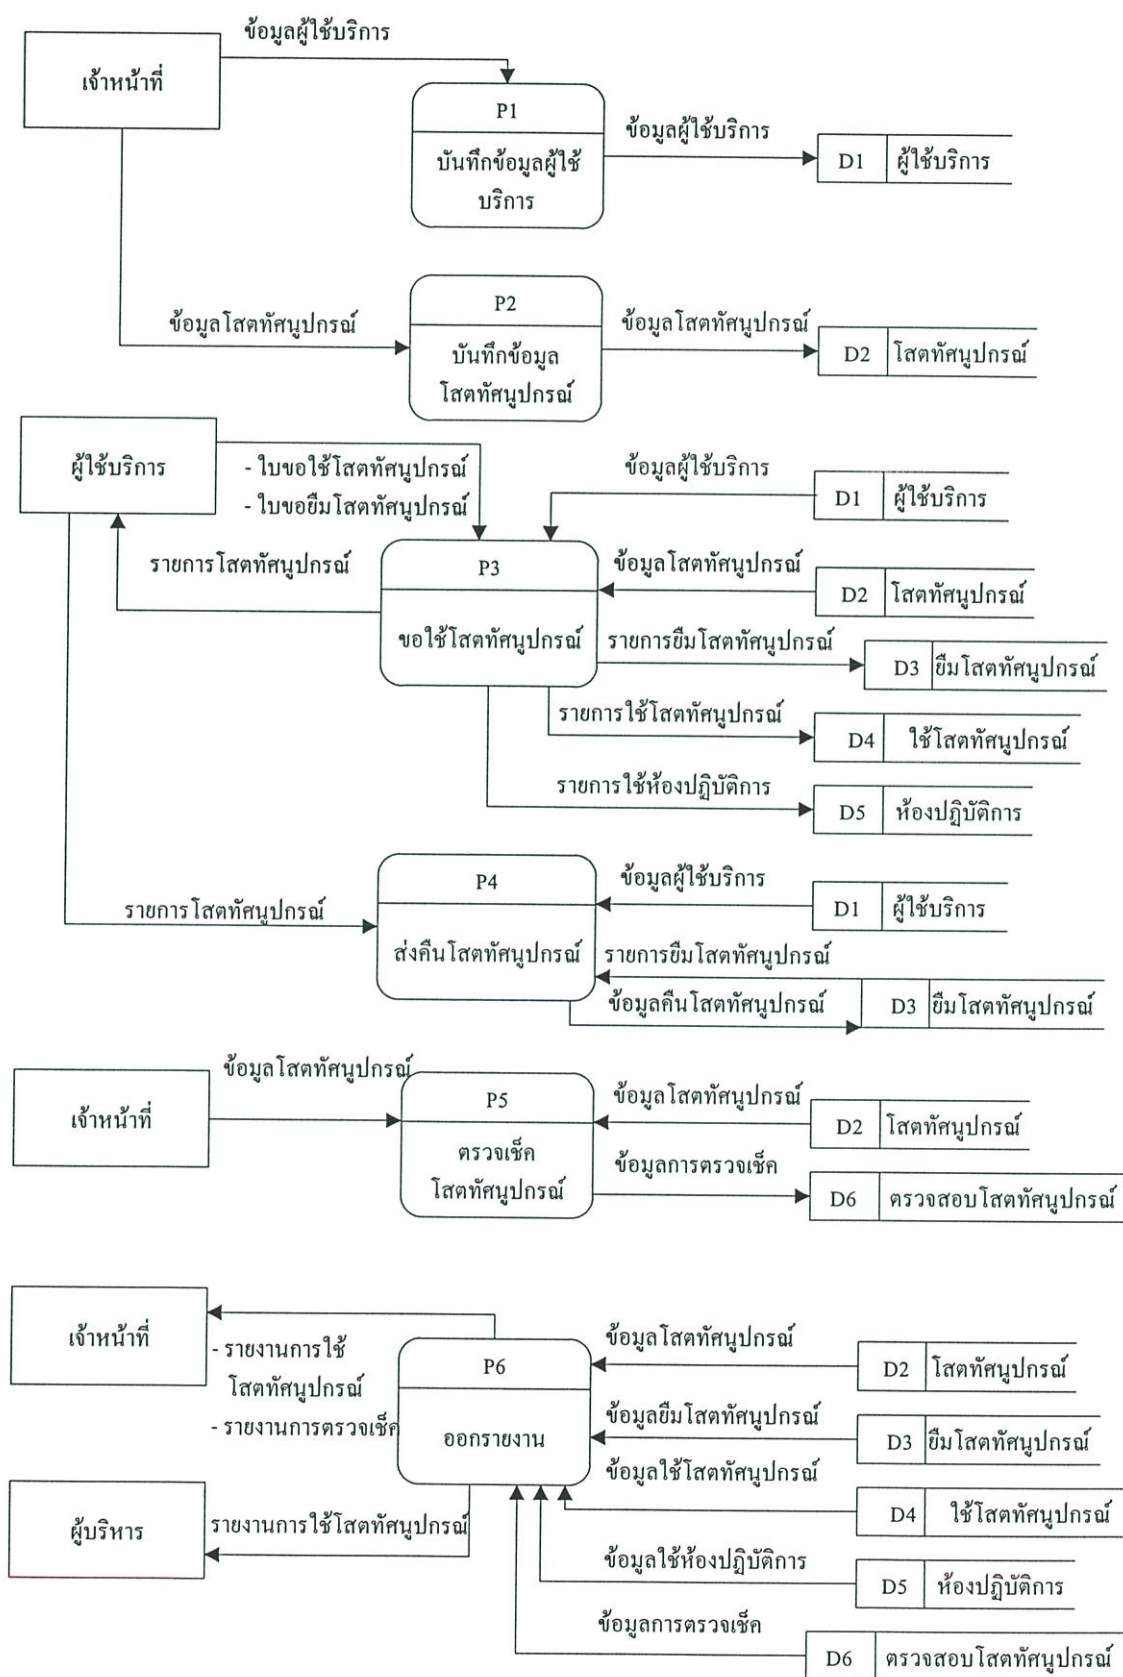 ข้อมูลผู้ใช้บริการ
เจ้าหน้าที่
P1
บันทึกข้อมูลผู้ใช้
บริการ
ข้อมูลผู้ใช้บริการ
D1 ผู้ใช้บริการ
ข้อมูลโสตทัศนูปกรณ์
P2
บันทึกข้อมูล
โสตทัศนูปกรณ์
ข้อมูลโสตทัศนูปกรณ์
D2 โสตทัศนูปกรณ์
ผู้ใช้บริการ
- ใบขอใช้โสตทัศนูปกรณ์
- ใบขอยืมโสตทัศนูปกรณ์
ข้อมูลผู้ใช้บริการ
D1 ผู้ใช้บริการ
รายการโสตทัศนูปกรณ์
P3
ขอใช้โสตทัศนูปกรณ์
ข้อมูลโสตทัศนูปกรณ์
D2 โสตทัศนูปกรณ์
รายการยืมโสตทัศนูปกรณ์
D3 ยืมโสตทัศนูปกรณ์
รายการใช้โสตทัศนูปกรณ์
D4 ใช้โสตทัศนูปกรณ์
รายการใช้ห้องปฏิบัติการ
D5 ห้องปฏิบัติการ
รายการโสตทัศนูปกรณ์
P4
ส่งคืนโสตทัศนูปกรณ์
ข้อมูลผู้ใช้บริการ
D1 ผู้ใช้บริการ
รายการยืมโสตทัศนูปกรณ์
ข้อมูลคืนโสตทัศนูปกรณ์
D3 ยืมโสตทัศนูปกรณ์
เจ้าหน้าที่
ข้อมูลโสตทัศนูปกรณ์
P5
ตรวจเช็ค
โสตทัศนูปกรณ์
ข้อมูลโสตทัศนูปกรณ์
D2 โสตทัศนูปกรณ์
ข้อมูลการตรวจเช็ค
D6 ตรวจสอบโสตทัศนูปกรณ์
เจ้าหน้าที่
- รายงานการใช้
โสตทัศนูปกรณ์
- รายงานการตรวจเช็ค
P6
ออกรายงาน
ข้อมูลโสตทัศนูปกรณ์
D2 โสตทัศนูปกรณ์
ข้อมูลยืมโสตทัศนูปกรณ์
D3 ยืมโสตทัศนูปกรณ์
ข้อมูลใช้โสตทัศนูปกรณ์
D4 ใช้โสตทัศนูปกรณ์
ผู้บริหาร
รายงานการใช้โสตทัศนูปกรณ์
ข้อมูลใช้ห้องปฏิบัติการ
D5 ห้องปฏิบัติการ
ข้อมูลการตรวจเช็ค
D6 ตรวจสอบโสตทัศนูปกรณ์